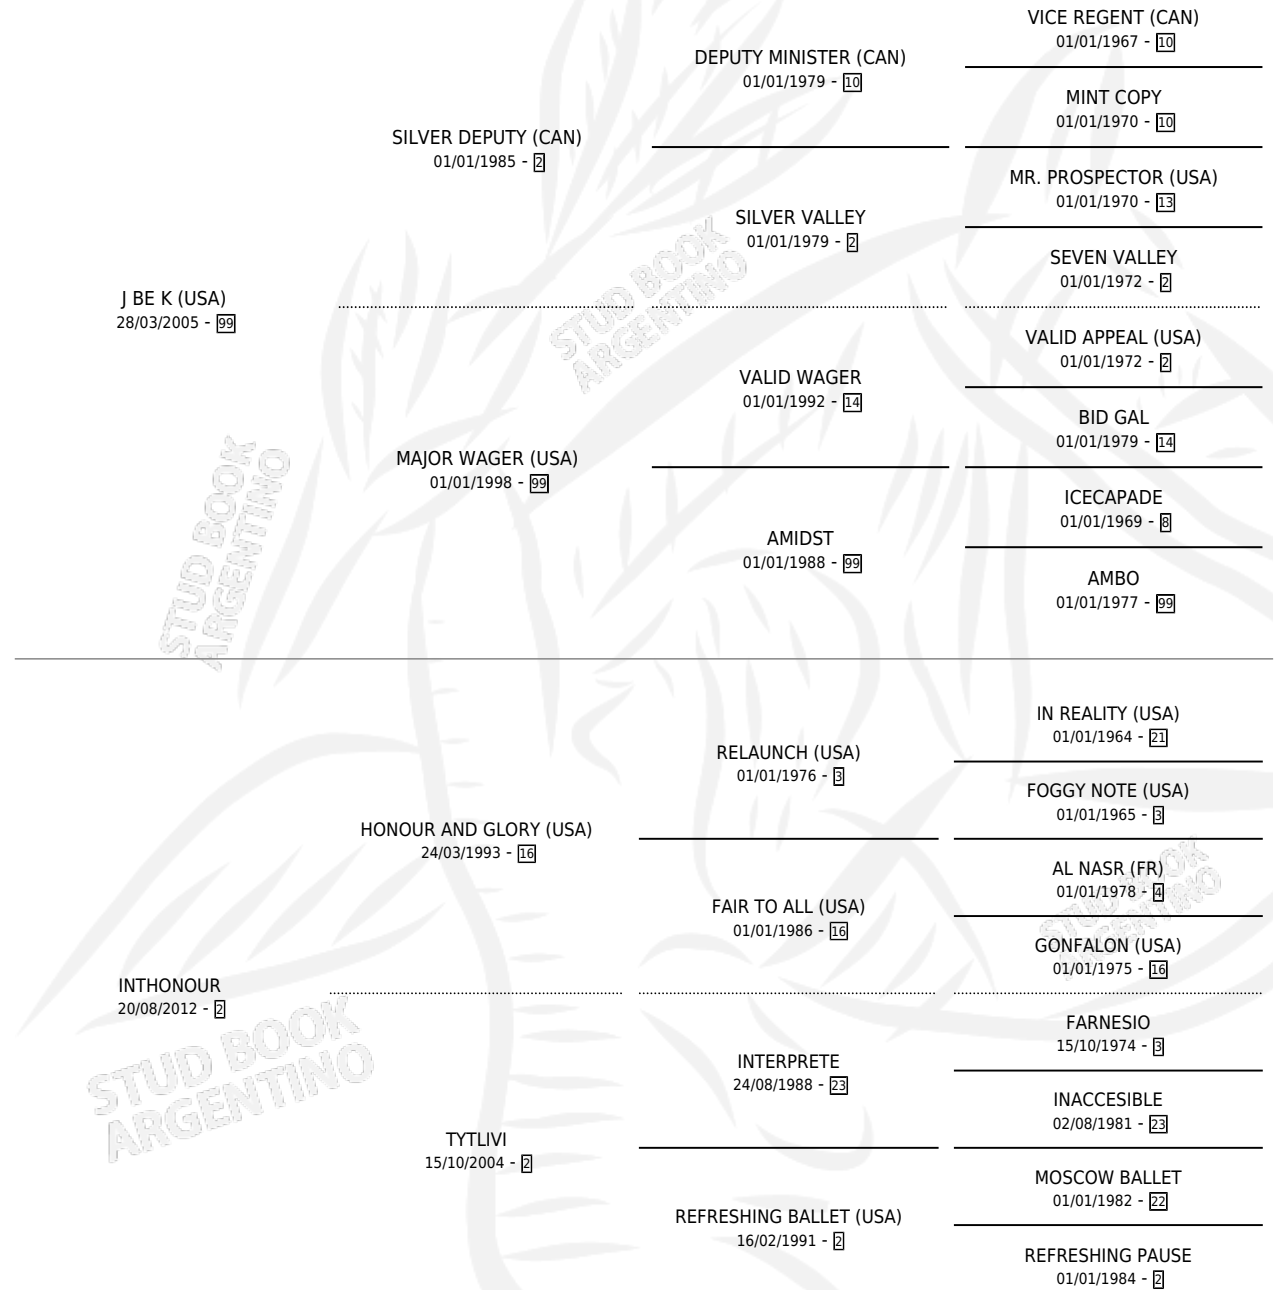 VICE REGENT (CAN)
01/01/1967 - 10
DEPUTY MINISTER (CAN)
01/01/1979 - 10
MINT COPY
01/01/1970 - 10
SILVER DEPUTY (CAN)
01/01/1985 - 2
MR. PROSPECTOR (USA)
01/01/1970 - 13
SILVER VALLEY
01/01/1979 - 2
SEVEN VALLEY
01/01/1972 - 2
J BE K (USA)
28/03/2005 - 99
STUD BOOK
ARGENTINO
VALID APPEAL (USA)
01/01/1972 - 2
VALID WAGER
01/01/1992 - 14
BID GAL
01/01/1979 - 14
MAJOR WAGER (USA)
01/01/1998 - 99
ICECAPADE
01/01/1969 - 8
AMIDST
01/01/1988 - 99
AMBO
01/01/1977 - 99
STUD BOOK
ARGENTINO
IN REALITY (USA)
01/01/1964 - 21
RELAUNCH (USA)
01/01/1976 - 3
FOGGY NOTE (USA)
01/01/1965 - 3
HONOUR AND GLORY (USA)
24/03/1993 - 16
AL NASR (FR)
01/01/1978 - 4
FAIR TO ALL (USA)
01/01/1986 - 16
STUD BOOK
ARGENTINO
GONFALON (USA)
01/01/1975 - 16
INTHONOUR
20/08/2012 - 2
FARNESIO
15/10/1974 - 3
INTERPRETE
24/08/1988 - 23
INACCESIBLE
02/08/1981 - 23
STUD BOOK
ARGENTINO
TYTLIVI
15/10/2004 - 2
MOSCOW BALLET
01/01/1982 - 22
REFRESHING BALLET (USA)
16/02/1991 - 2
REFRESHING PAUSE
01/01/1984 - 2